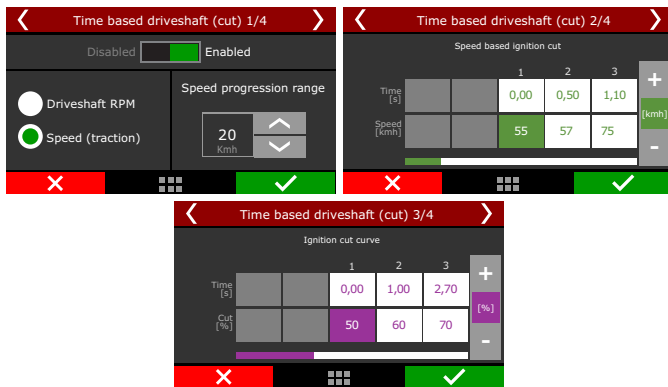 Time based driveshaft (cut) 1/4
Disabled Enabled
Driveshaft RPM
Speed (traction)
Speed progression range
20
Kmh
Time based driveshaft (cut) 2/4
Speed based ignition cut
1 2 3
Time
[s]
0,00 0,50 1,10
Speed
[kmh]
55 57 75
+
[kmh]
-
Time based driveshaft (cut) 3/4
Ignition cut curve
1 2 3
Time
[s]
0,00 1,00 2,70
Cut
[%]
50 60 70
+
[%]
-